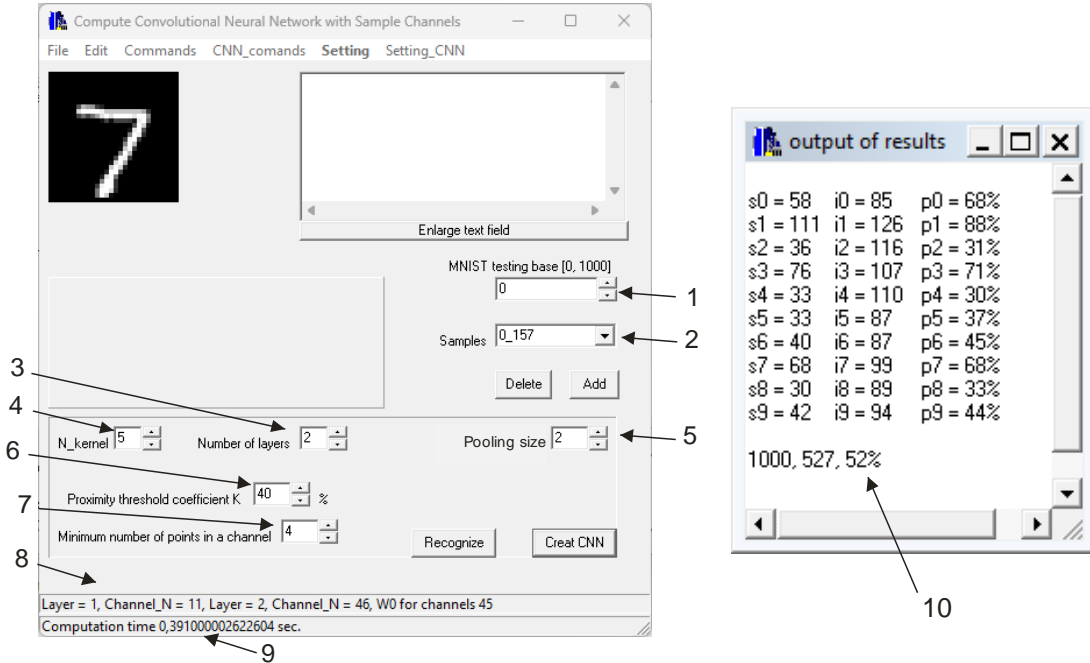 Compute Convolutional Neural Network with Sample Channels
File Edit Commands CNN_comands Setting Setting_CNN
Enlarge text field
MNIST testing base [0, 1000]
0
1
Samples 0_157
2
Delete Add
3
4
N_kernel 5 Number of layers 2 Pooling size 2
5
6
Proximity threshold coefficient K 40 %
7
Minimum number of points in a channel 4
Recognize Creat CNN
8
Layer = 1, Channel_N = 11, Layer = 2, Channel_N = 46, W0 for channels 45
Computation time 0,391000002622604 sec.
9
7
output of results
s0 = 58 i0 = 85 p0 = 68%
s1 = 111 i1 = 126 p1 = 88%
s2 = 36 i2 = 116 p2 = 31%
s3 = 76 i3 = 107 p3 = 71%
s4 = 33 i4 = 110 p4 = 30%
s5 = 33 i5 = 87 p5 = 37%
s6 = 40 i6 = 87 p6 = 45%
s7 = 68 i7 = 99 p7 = 68%
s8 = 30 i8 = 89 p8 = 33%
s9 = 42 i9 = 94 p9 = 44%
1000, 527, 52%
10